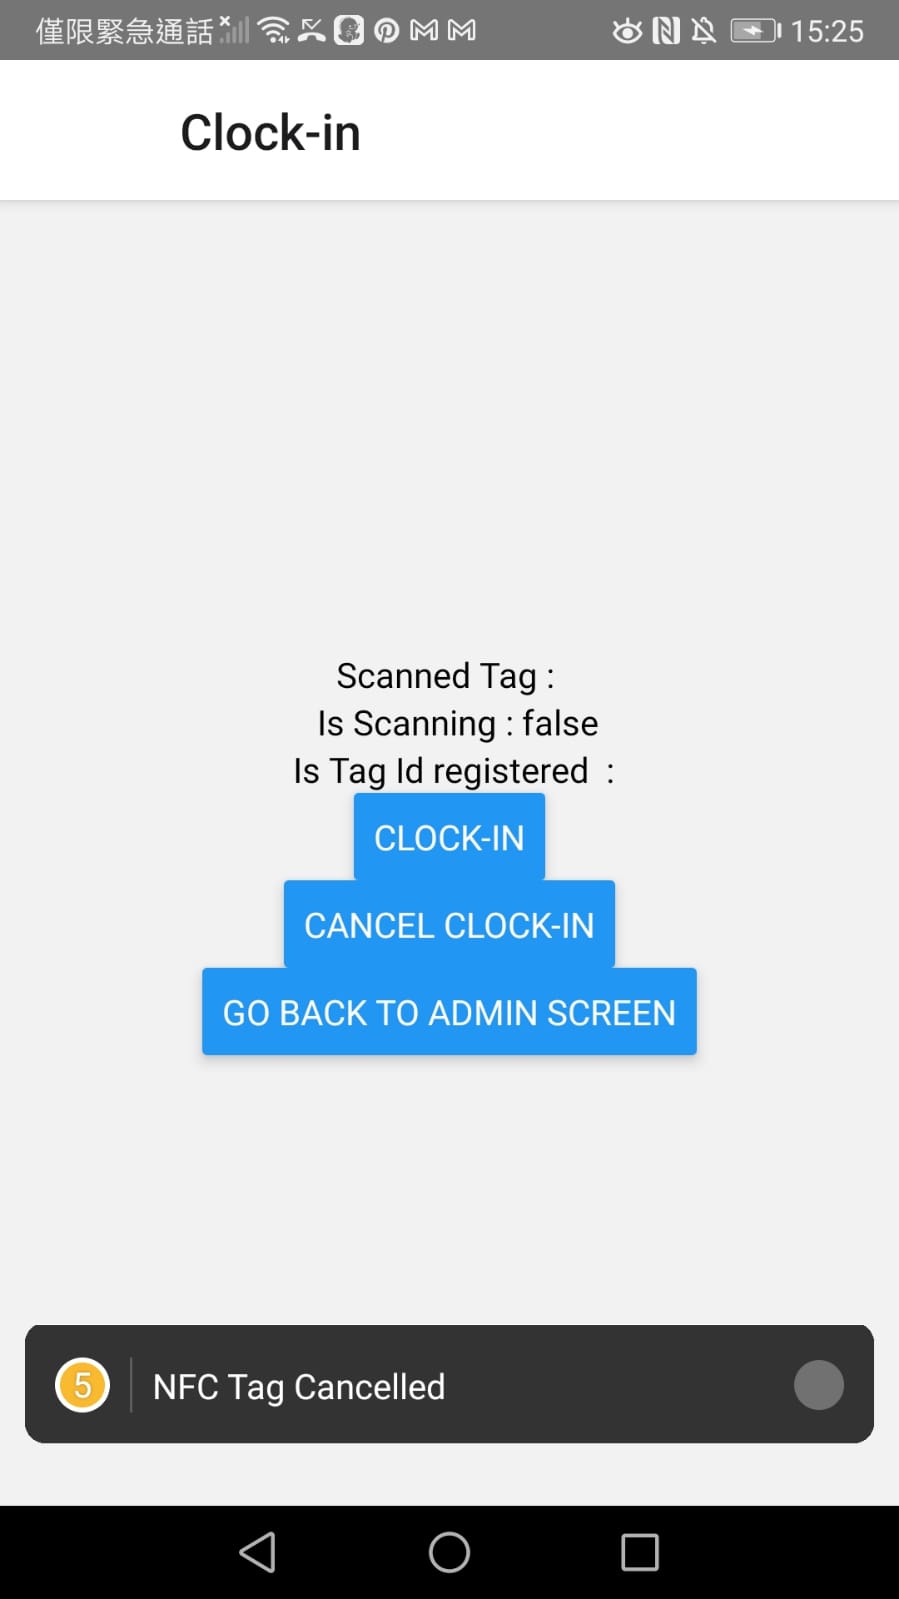 僅限緊急通話 15:25
Clock-in
Scanned Tag :
Is Scanning : false
Is Tag Id registered :
CLOCK-IN
CANCEL CLOCK-IN
GO BACK TO ADMIN SCREEN
5 NFC Tag Cancelled